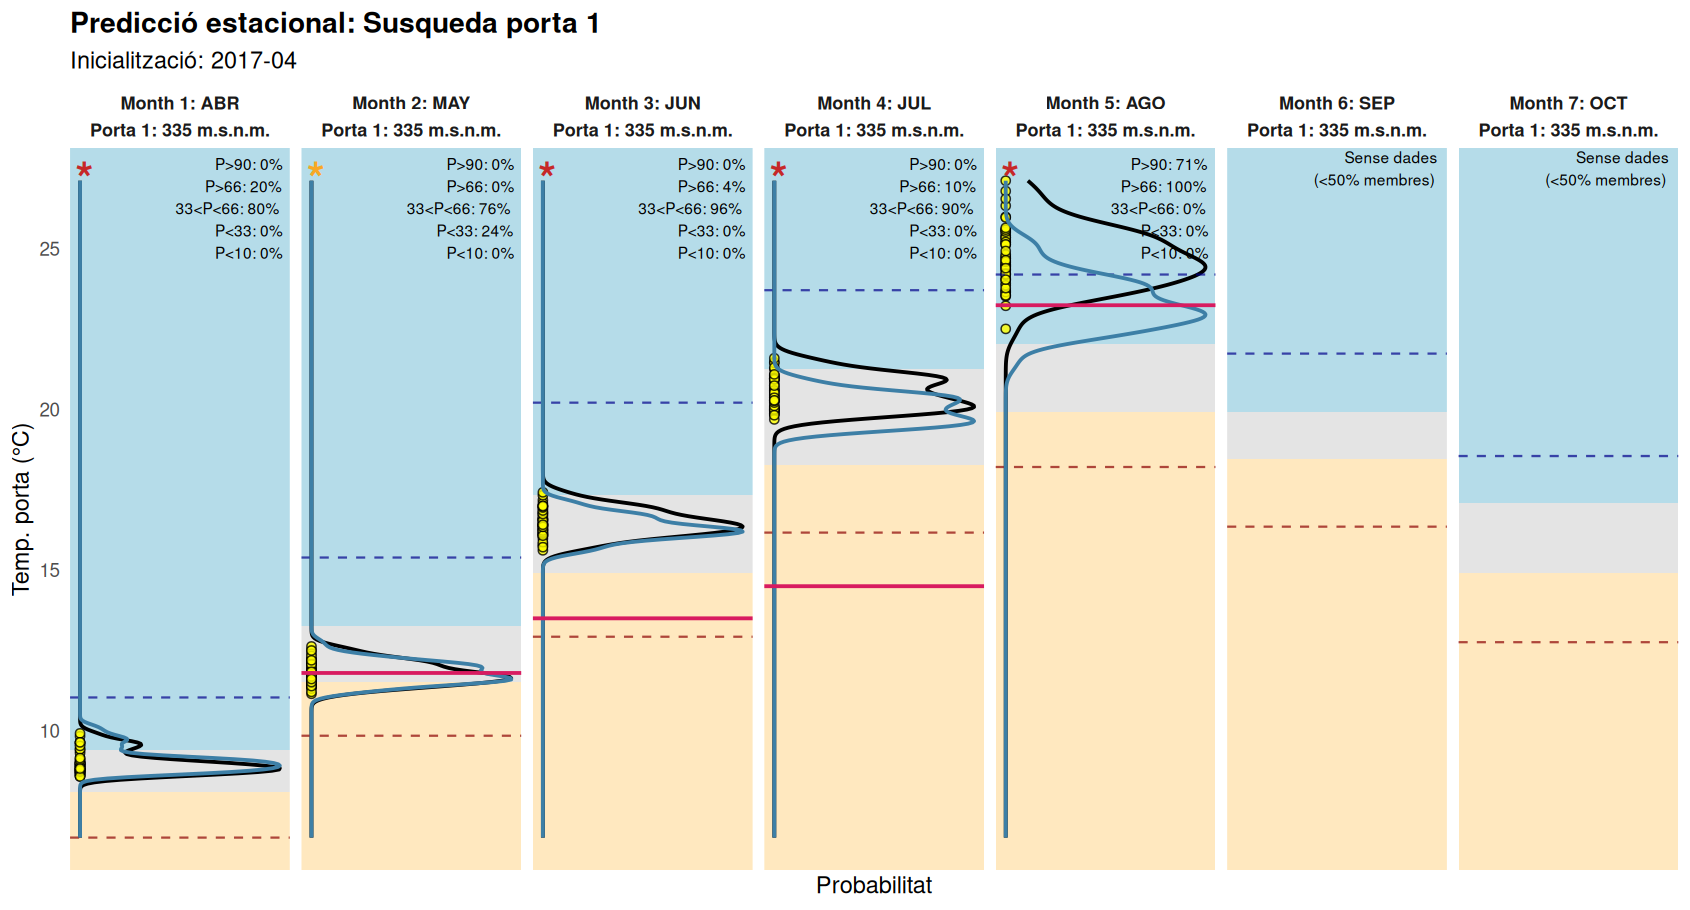 Predicció estacional: Susqueda porta 1
Inicialització: 2017-04
Month 1: ABR
Porta 1: 335 m.s.n.m.
Month 2: MAY
Porta 1: 335 m.s.n.m.
Month 3: JUN
Porta 1: 335 m.s.n.m.
Month 4: JUL
Porta 1: 335 m.s.n.m.
Month 5: AGO
Porta 1: 335 m.s.n.m.
Month 6: SEP
Porta 1: 335 m.s.n.m.
Month 7: OCT
Porta 1: 335 m.s.n.m.
*
P>90: 0%
P>66: 20%
33<P<66: 80%
P<33: 0%
P<10: 0%
*
P>90: 0%
P>66: 0%
33<P<66: 76%
P<33: 24%
P<10: 0%
*
P>90: 0%
P>66: 4%
33<P<66: 96%
P<33: 0%
P<10: 0%
*
P>90: 0%
P>66: 10%
33<P<66: 90%
P<33: 0%
P<10: 0%
*
P>90: 71%
P>66: 100%
33<P<66: 0%
P<33: 0%
P<10: 0%
Sense dades
(<50% membres)
Sense dades
(<50% membres)
25
20
15
10
Temp. porta (°C)
Probabilitat